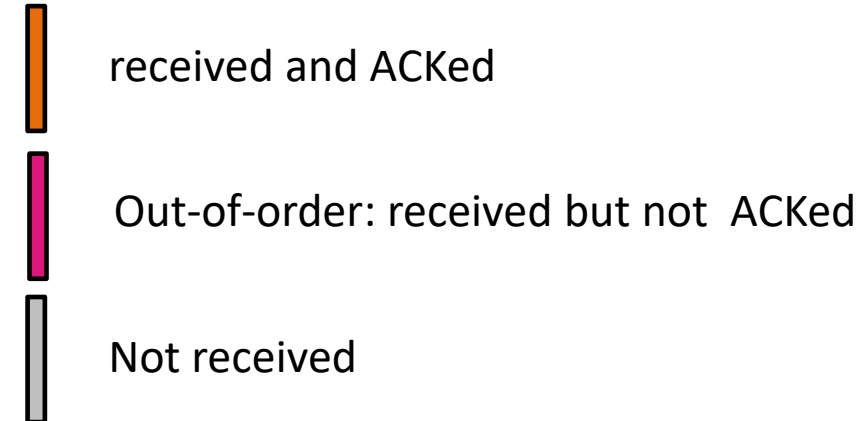 received and ACKed
Out-of-order: received but not  ACKed
Not received